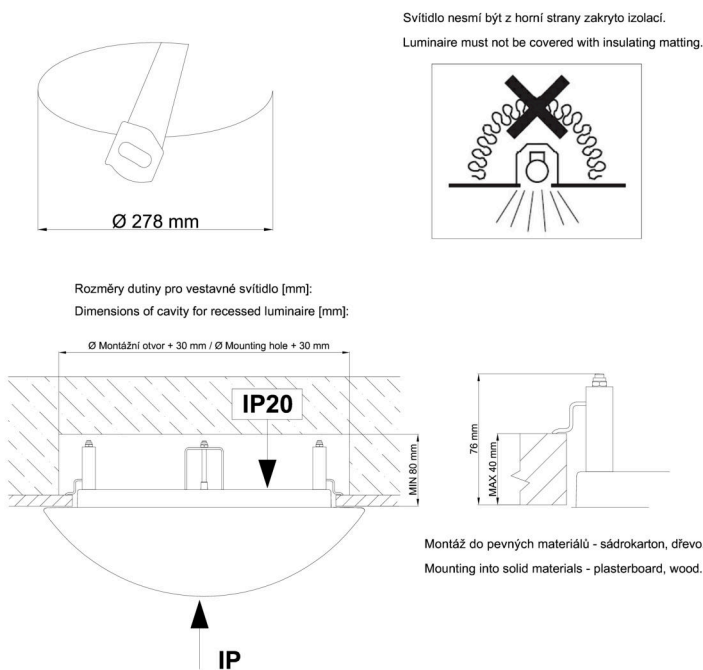 Svítidlo nesmí být z horní strany zakryto izolací.
Luminaire must not be covered with insulating matting.
Ø 278 mm
Rozměry dutiny pro vestavné svítidlo [mm]:
Dimensions of cavity for recessed luminaire [mm]:
Ø Montážní otvor + 30 mm / Ø Mounting hole + 30 mm
IP20
MIN 80 mm
76 mm
MAX 40 mm
Montáž do pevných materiálů - sádrokarton, dřevo
Mounting into solid materials - plasterboard, wood.
IP